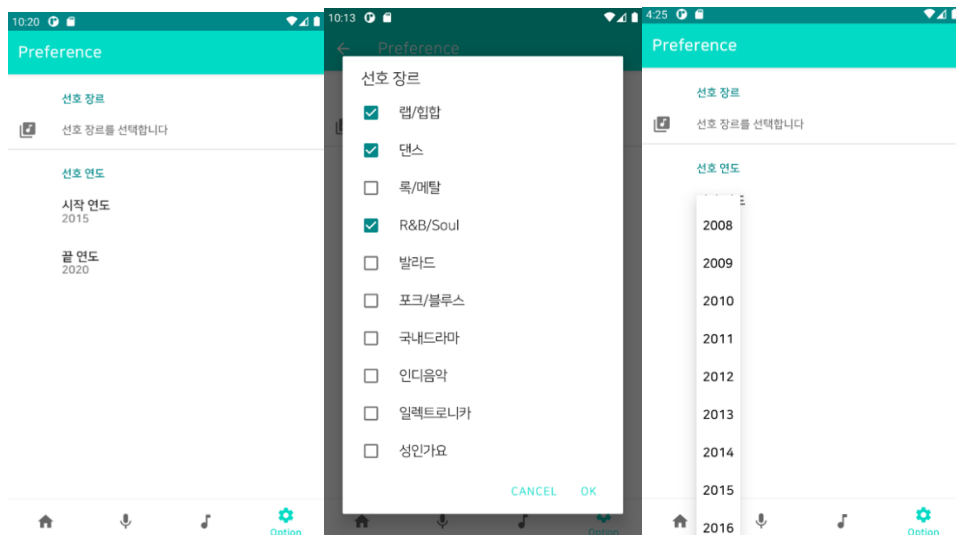 10:20
Preference
선호 장르
선호 장르를 선택합니다
선호 연도
시작 연도
2015
끝 연도
2020
Option
10:13
Preference
선호 장르
랩/힙합
댄스
록/메탈
R&B/Soul
발라드
포크/블루스
국내드라마
인디음악
일렉트로니카
성인가요
CANCEL OK
Option
4:25
Preference
선호 장르
선호 장르를 선택합니다
선호 연도
2008
2009
2010
2011
2012
2013
2014
2015
2016
Option